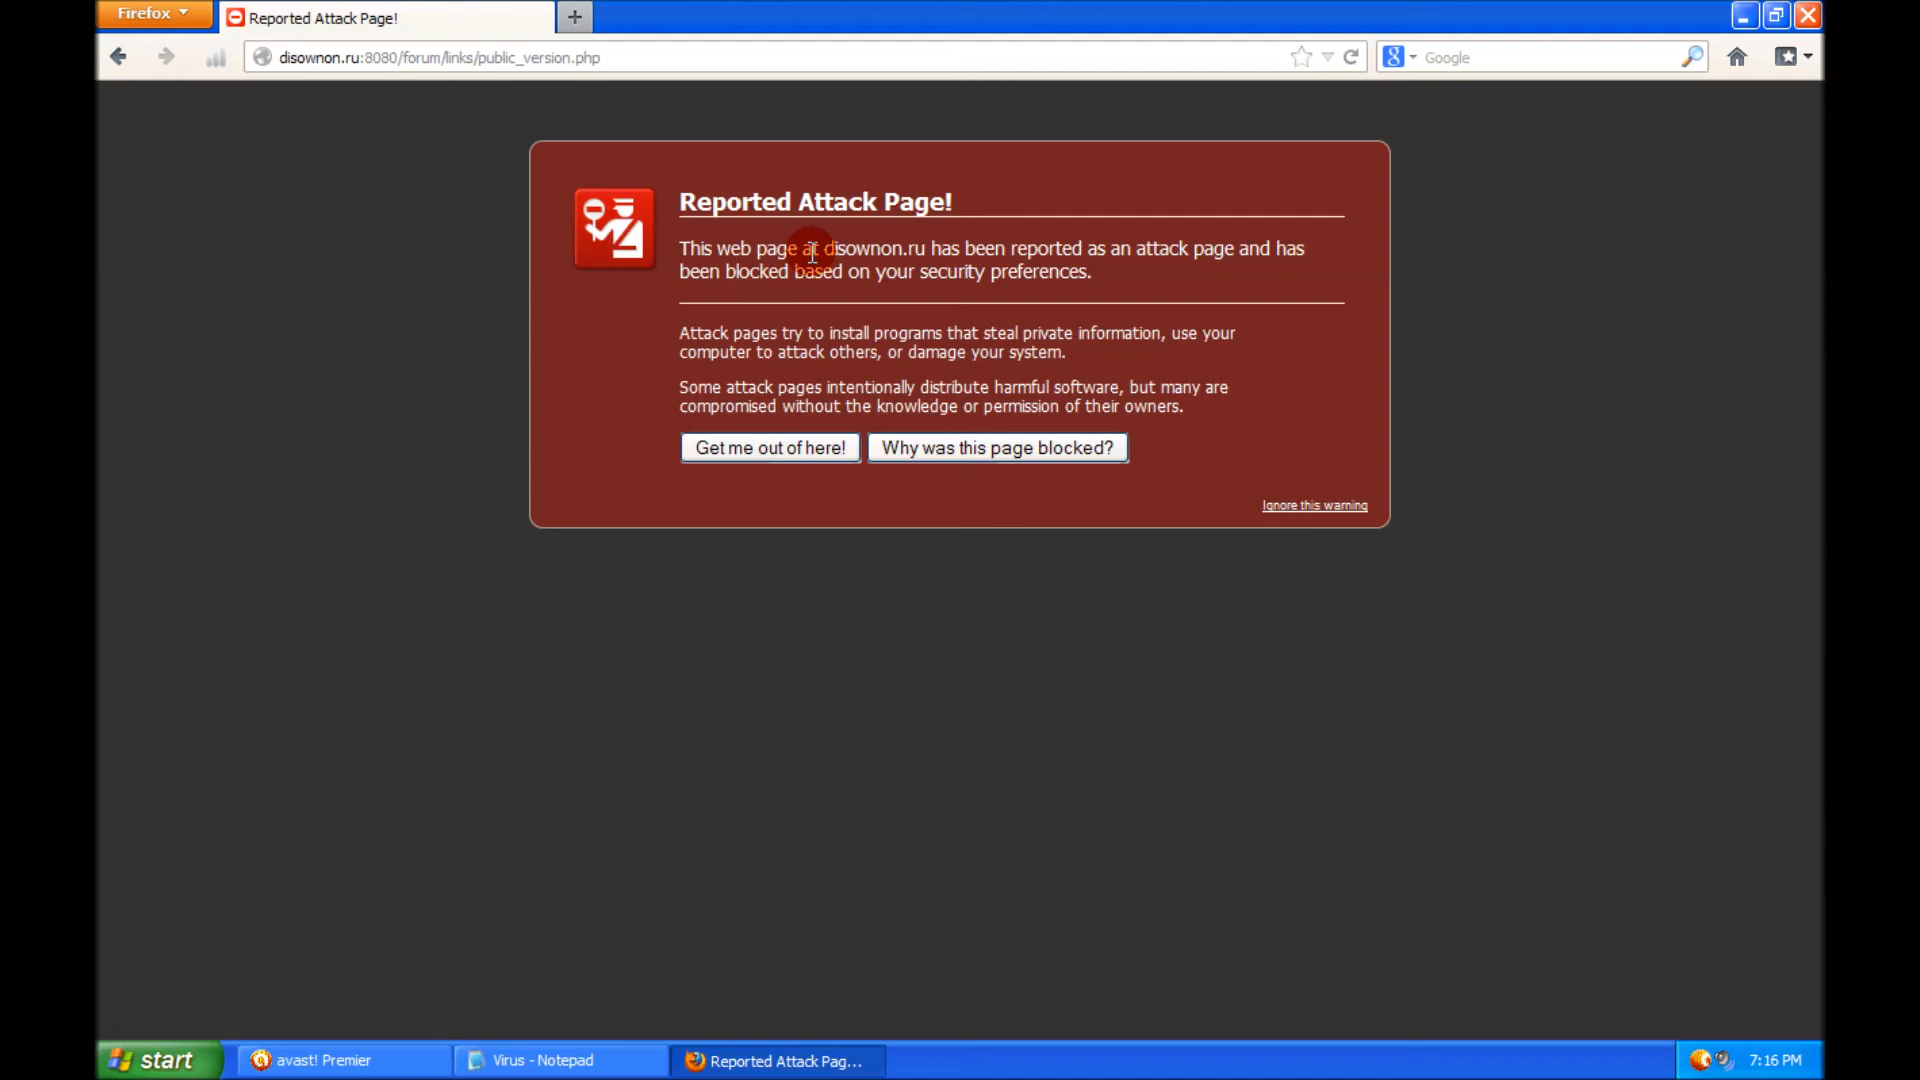 Firefox
Reported Attack Page!
disownon.ru:8080/forum/links/public_version.php
Google
Reported Attack Page!
This web page at disownon.ru has been reported as an attack page and has
been blocked based on your security preferences.
Attack pages try to install programs that steal private information, use your
computer to attack others, or damage your system.
Some attack pages intentionally distribute harmful software, but many are
compromised without the knowledge or permission of their owners.
Get me out of here!
Why was this page blocked?
Ignore this warning
start
avast! Premier
Virus - Notepad
Reported Attack Pag...
7:16 PM